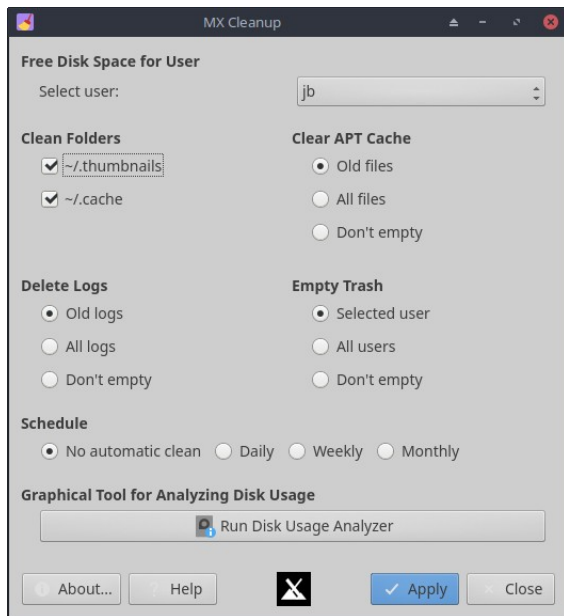 MX Cleanup
Free Disk Space for User
Select user: jb
Clean Folders
~/.thumbnails
~/.cache
Clear APT Cache
Old files
All files
Don't empty
Delete Logs
Old logs
All logs
Don't empty
Empty Trash
Selected user
All users
Don't empty
Schedule
No automatic clean Daily Weekly Monthly
Graphical Tool for Analyzing Disk Usage
Run Disk Usage Analyzer
About... Help Apply Close